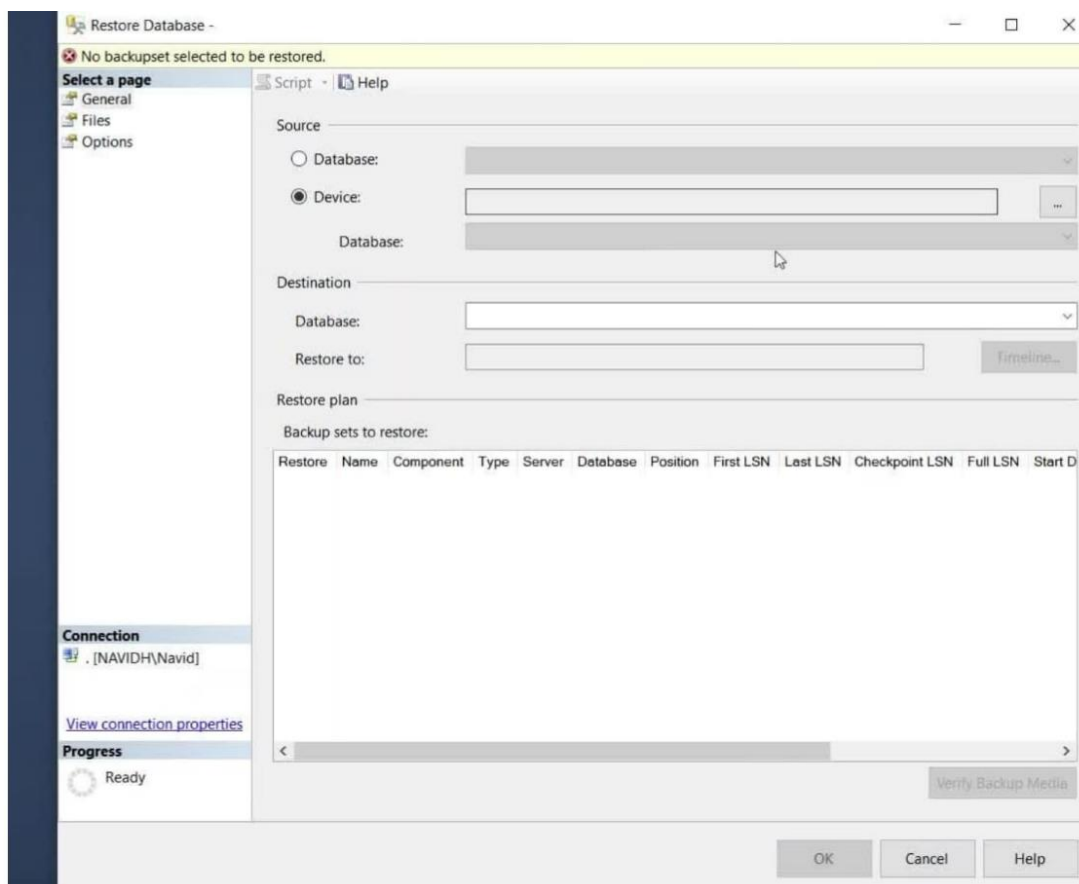 Restore Database -
No backupset selected to be restored.
Select a page
General
Files
Options
Script
Help
Source
Database:
Device:
...
Database:
Destination
Database:
Restore to:
Timeline...
Restore plan
Backup sets to restore:
Restore Name Component Type Server Database Position First LSN Last LSN Checkpoint LSN Full LSN Start D
Connection
. [NAVIDH\Navid]
View connection properties
Progress
Ready
Verify Backup Media
OK Cancel Help